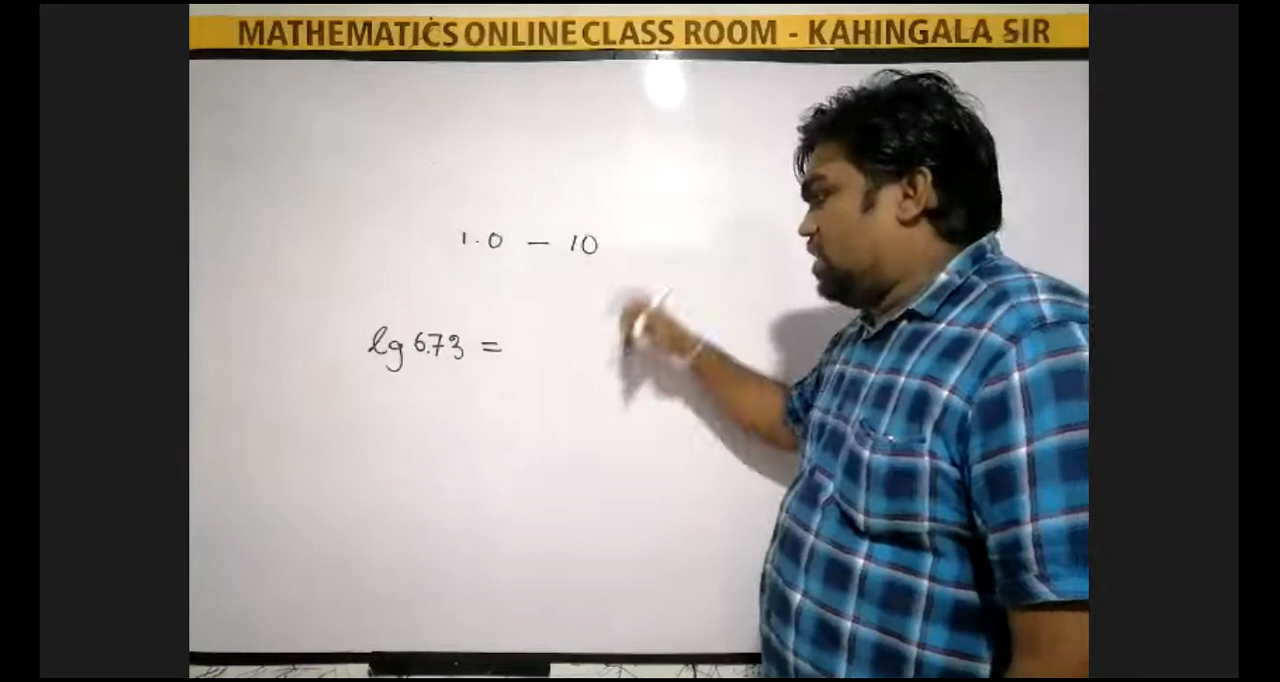 MATHEMATICS ONLINE CLASS ROOM - KAHINGALA SIR
1.0 — 10
lg 6.73 =